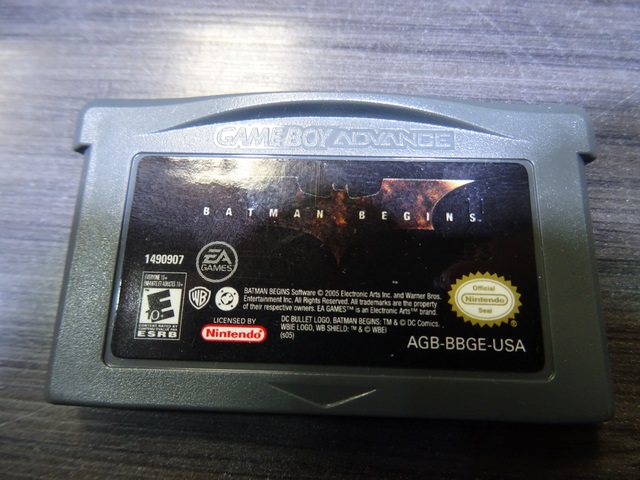 GAME BOY ADVANCE
BATMAN BEGINS
1490907
EA
GAMES
EVERYONE 10+
E
10+
CONTENT RATED BY
ESRB
WB
DC
BATMAN BEGINS Software © 2005 Electronic Arts Inc. and Warner Bros.
Entertainment Inc. All Rights Reserved. All trademarks are the property
of their respective owners. EA GAMES™ is an Electronic Arts™ brand.
LICENSED BY
Nintendo
DC BULLET LOGO, BATMAN BEGINS: TM & © DC Comics.
WBIE LOGO, WB SHIELD: ™ & © WBEI
(s05)
Official
Nintendo
Seal
AGB-BBGE-USA